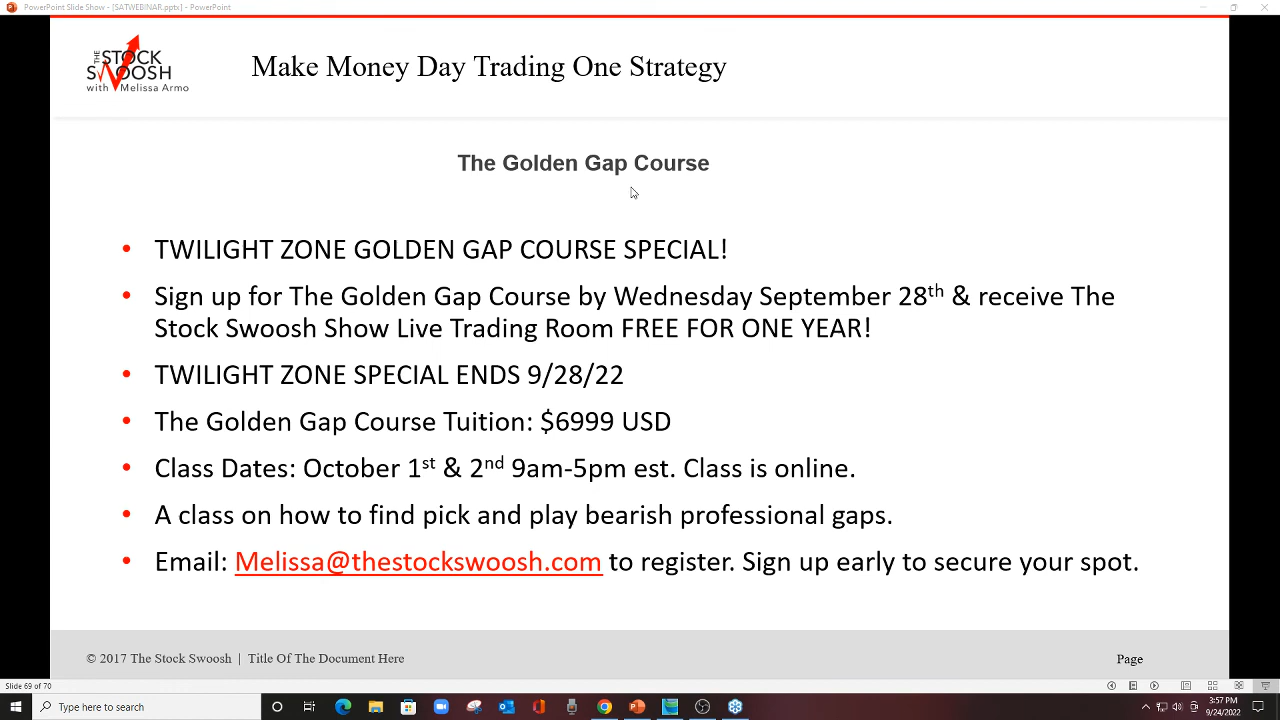 PowerPoint Slide Show - [SATWEBINAR.pptx] - PowerPoint
THE STOCK
SWOOSH
with Melissa Armo
Make Money Day Trading One Strategy
The Golden Gap Course
• TWILIGHT ZONE GOLDEN GAP COURSE SPECIAL!
• Sign up for The Golden Gap Course by Wednesday September 28th & receive The
Stock Swoosh Show Live Trading Room FREE FOR ONE YEAR!
• TWILIGHT ZONE SPECIAL ENDS 9/28/22
• The Golden Gap Course Tuition: $6999 USD
• Class Dates: October 1st & 2nd 9am-5pm est. Class is online.
• A class on how to find pick and play bearish professional gaps.
• Email: Melissa@thestockswoosh.com to register. Sign up early to secure your spot.
© 2017 The Stock Swoosh | Title Of The Document Here
Page
Slide 69 of 70
Type here to search
3:57 PM
9/24/2022